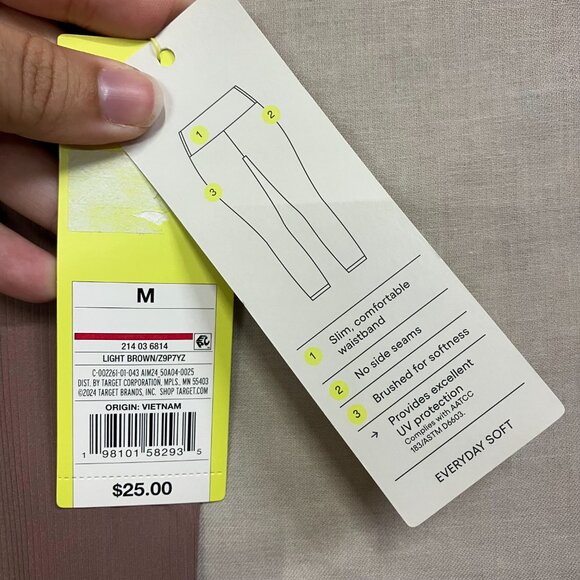 M
214 03 6814
LIGHT BROWN/Z9P7YZ
C-002261-01-043 AIM24_50A04-0025
DIST. BY TARGET CORPORATION, MPLS., MN 55403
©2024 TARGET BRANDS, INC. SHOP TARGET.COM
ORIGIN: VIETNAM
1 98101 58293 5
$25.00
1
2
3
1 Slim, comfortable
waistband
2 No side seams
3 Brushed for softness
→ Provides excellent
UV protection
Complies with AATCC
183/ASTM D6603.
EVERYDAY SOFT